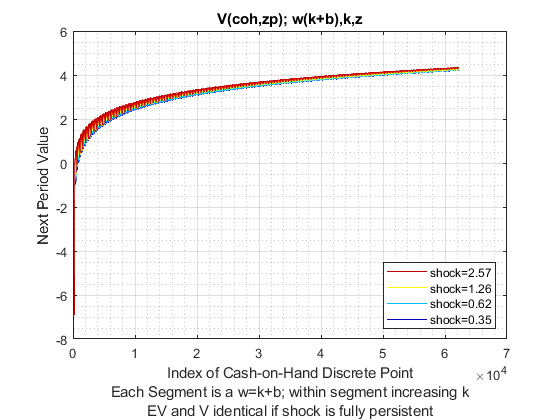 V(coh,zp); w(k+b),k,z
6
4
2
0
-2
-4
-6
-8
Next Period Value
shock=2.57
shock=1.26
shock=0.62
shock=0.35
0 1 2 3 4 5 6 7
×10^4
Index of Cash-on-Hand Discrete Point
Each Segment is a w=k+b; within segment increasing k
EV and V identical if shock is fully persistent